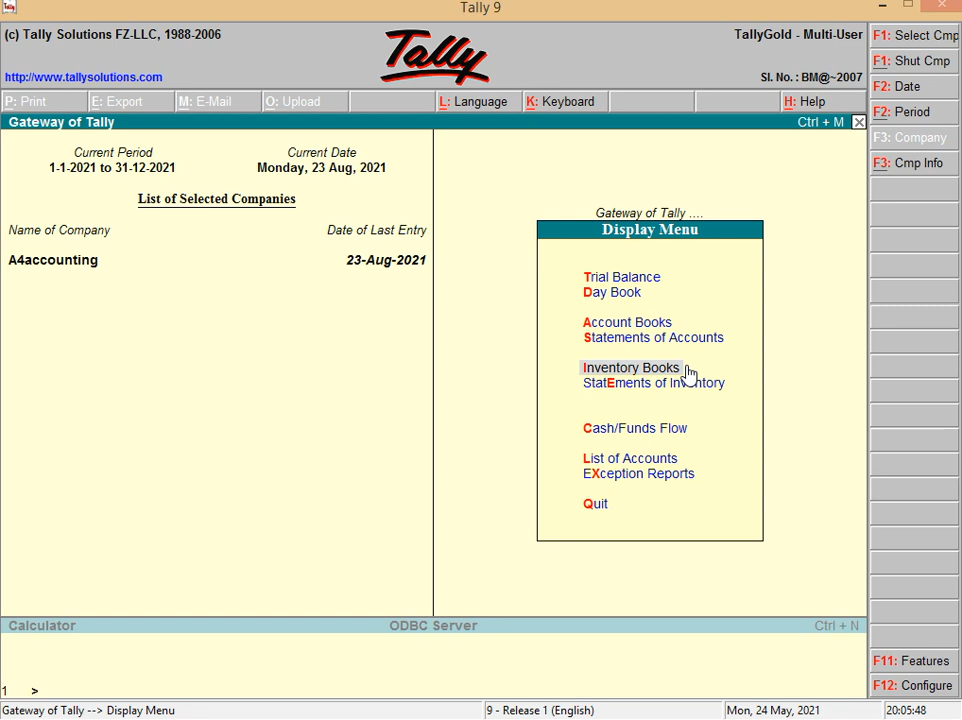 Tally 9
(c) Tally Solutions FZ-LLC, 1988-2006
Tally
TallyGold - Multi-User
http://www.tallysolutions.com
Sl. No. : BM@~2007
P: Print
E: Export
M: E-Mail
O: Upload
L: Language
K: Keyboard
H: Help
Gateway of Tally
Ctrl + M
Current Period
Current Date
1-1-2021 to 31-12-2021
Monday, 23 Aug, 2021
List of Selected Companies
Name of Company
Date of Last Entry
A4accounting
23-Aug-2021
Gateway of Tally ....
Display Menu
Trial Balance
Day Book
Account Books
Statements of Accounts
Inventory Books
StatEments of Inventory
Cash/Funds Flow
List of Accounts
EXception Reports
Quit
F1: Select Cmp
F1: Shut Cmp
F2: Date
F2: Period
F3: Company
F3: Cmp Info
F11: Features
F12: Configure
Calculator
ODBC Server
Ctrl + N
1 >
Gateway of Tally --> Display Menu
9 - Release 1 (English)
Mon, 24 May, 2021
20:05:48